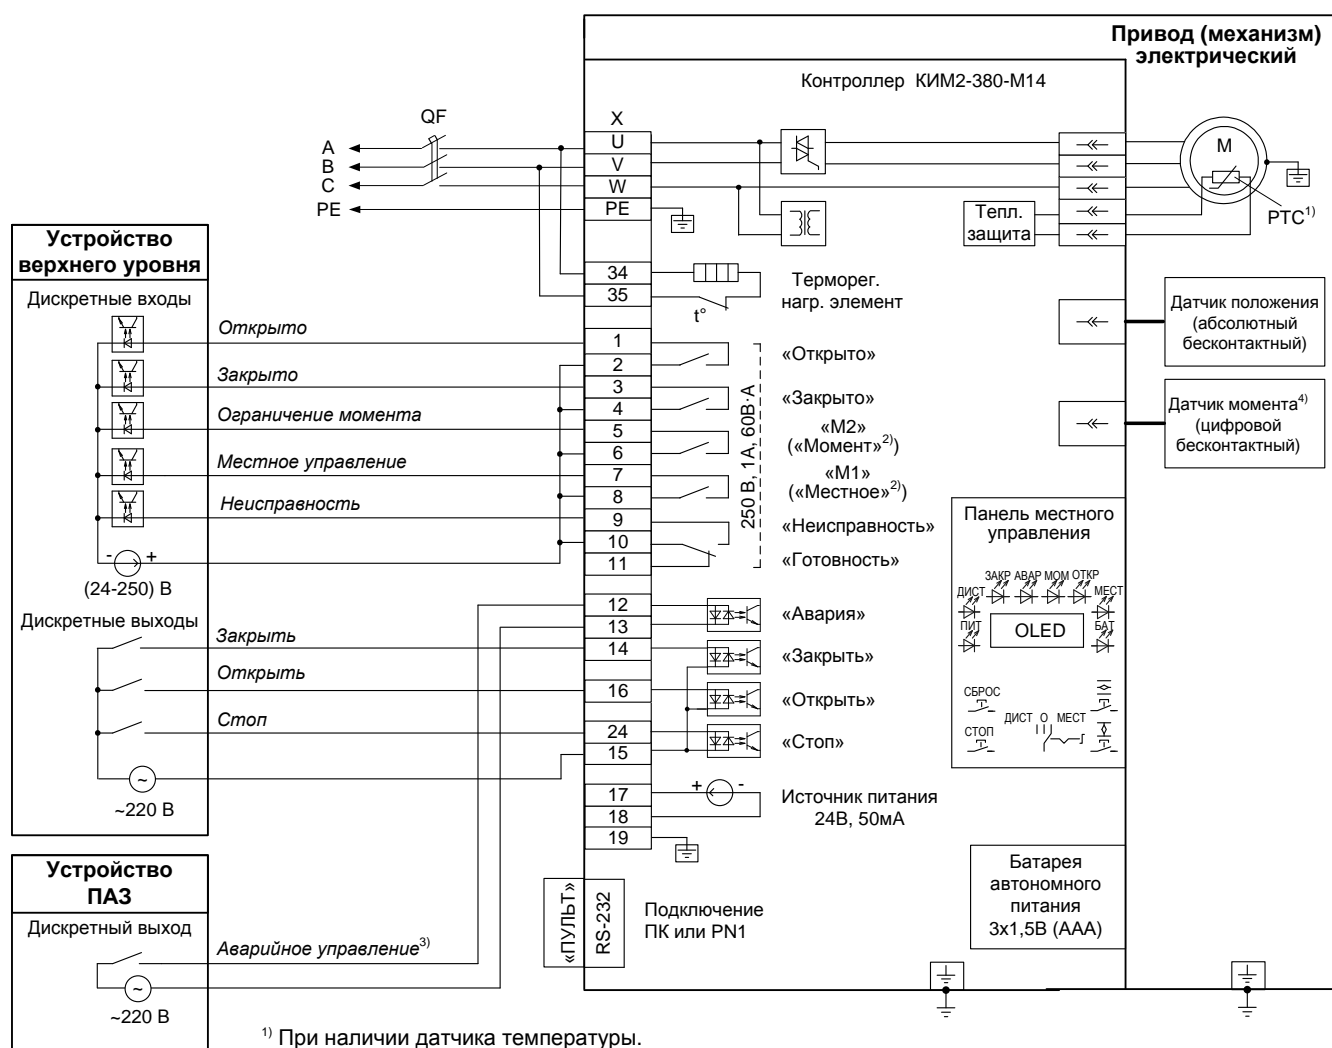 Привод (механизм)
электрический
Контроллер КИМ2-380-М14
QF
X
A
B
C
PE
U
V
W
PE
M
PTC1)
Тепл.
защита
Устройство
верхнего уровня
Дискретные входы
34
35
t°
Терморег.
нагр. элемент
Датчик положения
(абсолютный
бесконтактный)
Датчик момента4)
(цифровой
бесконтактный)
Открыто
Закрыто
Ограничение момента
Местное управление
Неисправность
- +
(24-250) В
1
2
3
4
5
6
7
8
9
10
11
250 В, 1А, 60В·А
«Открыто»
«Закрыто»
«М2»
(«Момент»2))
«М1»
(«Местное»2))
«Неисправность»
«Готовность»
Панель местного
управления
ЗАКР АВАР МОМ ОТКР
ДИСТ МЕСТ
ПИТ OLED БАТ
СБРОС
ДИСТ О МЕСТ
СТОП
Дискретные выходы
Закрыть
Открыть
Стоп
~
~220 В
12
13
14
16
24
15
«Авария»
«Закрыть»
«Открыть»
«Стоп»
17
18
19
+ -
Источник питания
24В, 50мА
Устройство
ПАЗ
Дискретный выход
Аварийное управление3)
~
~220 В
«ПУЛЬТ»
RS-232
Подключение
ПК или PN1
Батарея
автономного
питания
3х1,5В (ААА)
1) При наличии датчика температуры.